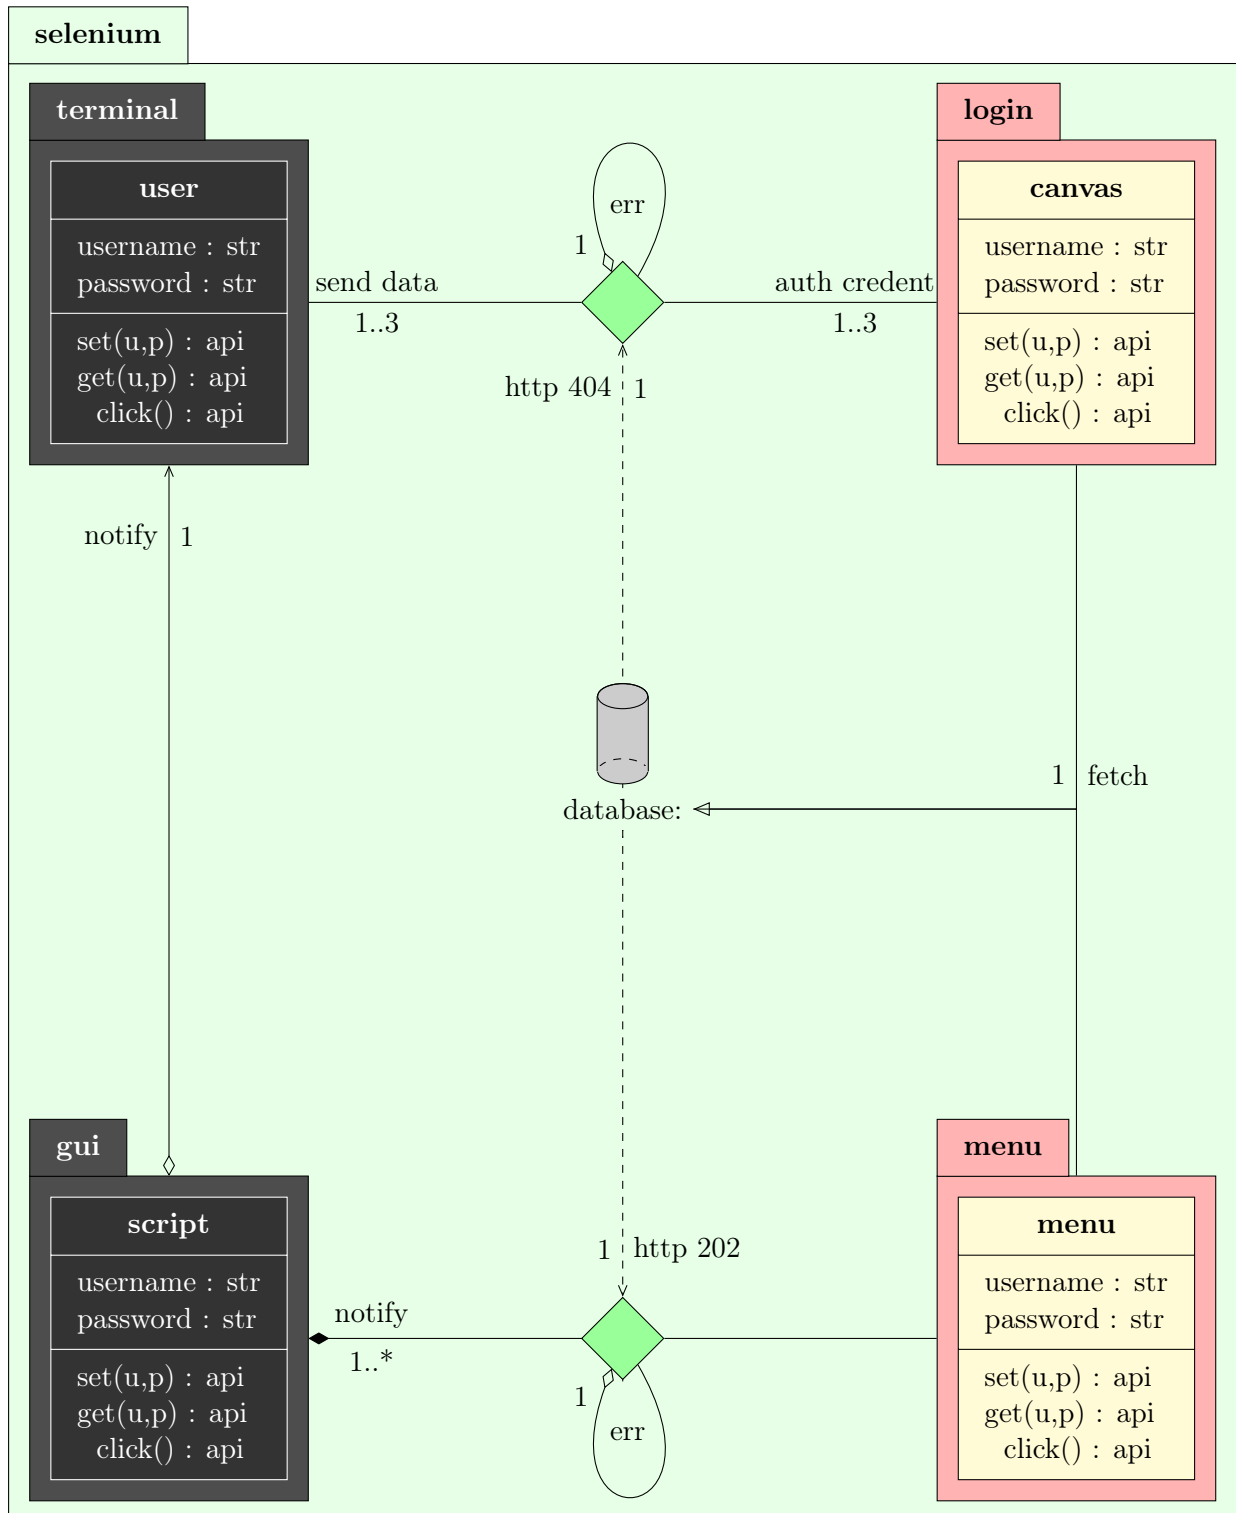 selenium
terminal
login
user
canvas
err
username : str
password : str
username : str
password : str
1
send data
auth credent
1..3
1..3
set(u,p) : api
get(u,p) : api
click() : api
set(u,p) : api
get(u,p) : api
click() : api
http 404
1
notify
1
1
fetch
database:
gui
menu
script
menu
1
http 202
username : str
password : str
username : str
password : str
notify
1..*
set(u,p) : api
get(u,p) : api
click() : api
1
err
set(u,p) : api
get(u,p) : api
click() : api